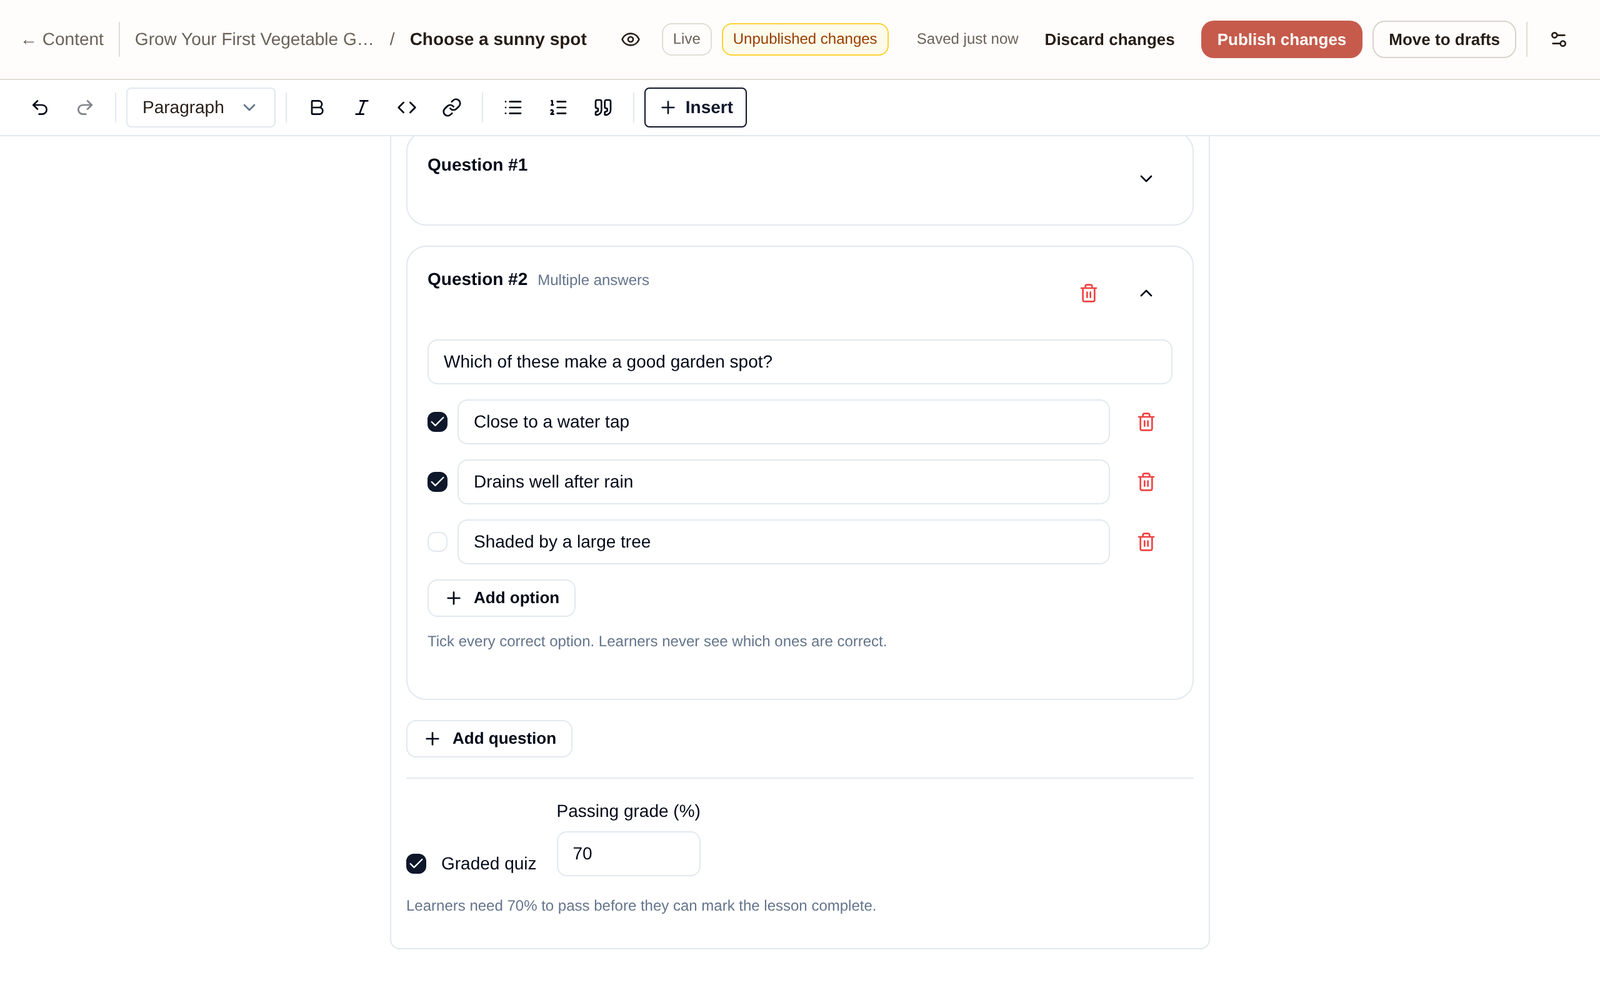 ← Content
Grow Your First Vegetable G… / Choose a sunny spot
Live
Unpublished changes
Saved just now
Discard changes
Publish changes
Move to drafts
Paragraph
Insert
Question #1
Question #2 Multiple answers
Which of these make a good garden spot?
Close to a water tap
Drains well after rain
Shaded by a large tree
Add option
Tick every correct option. Learners never see which ones are correct.
Add question
Passing grade (%)
70
Graded quiz
Learners need 70% to pass before they can mark the lesson complete.